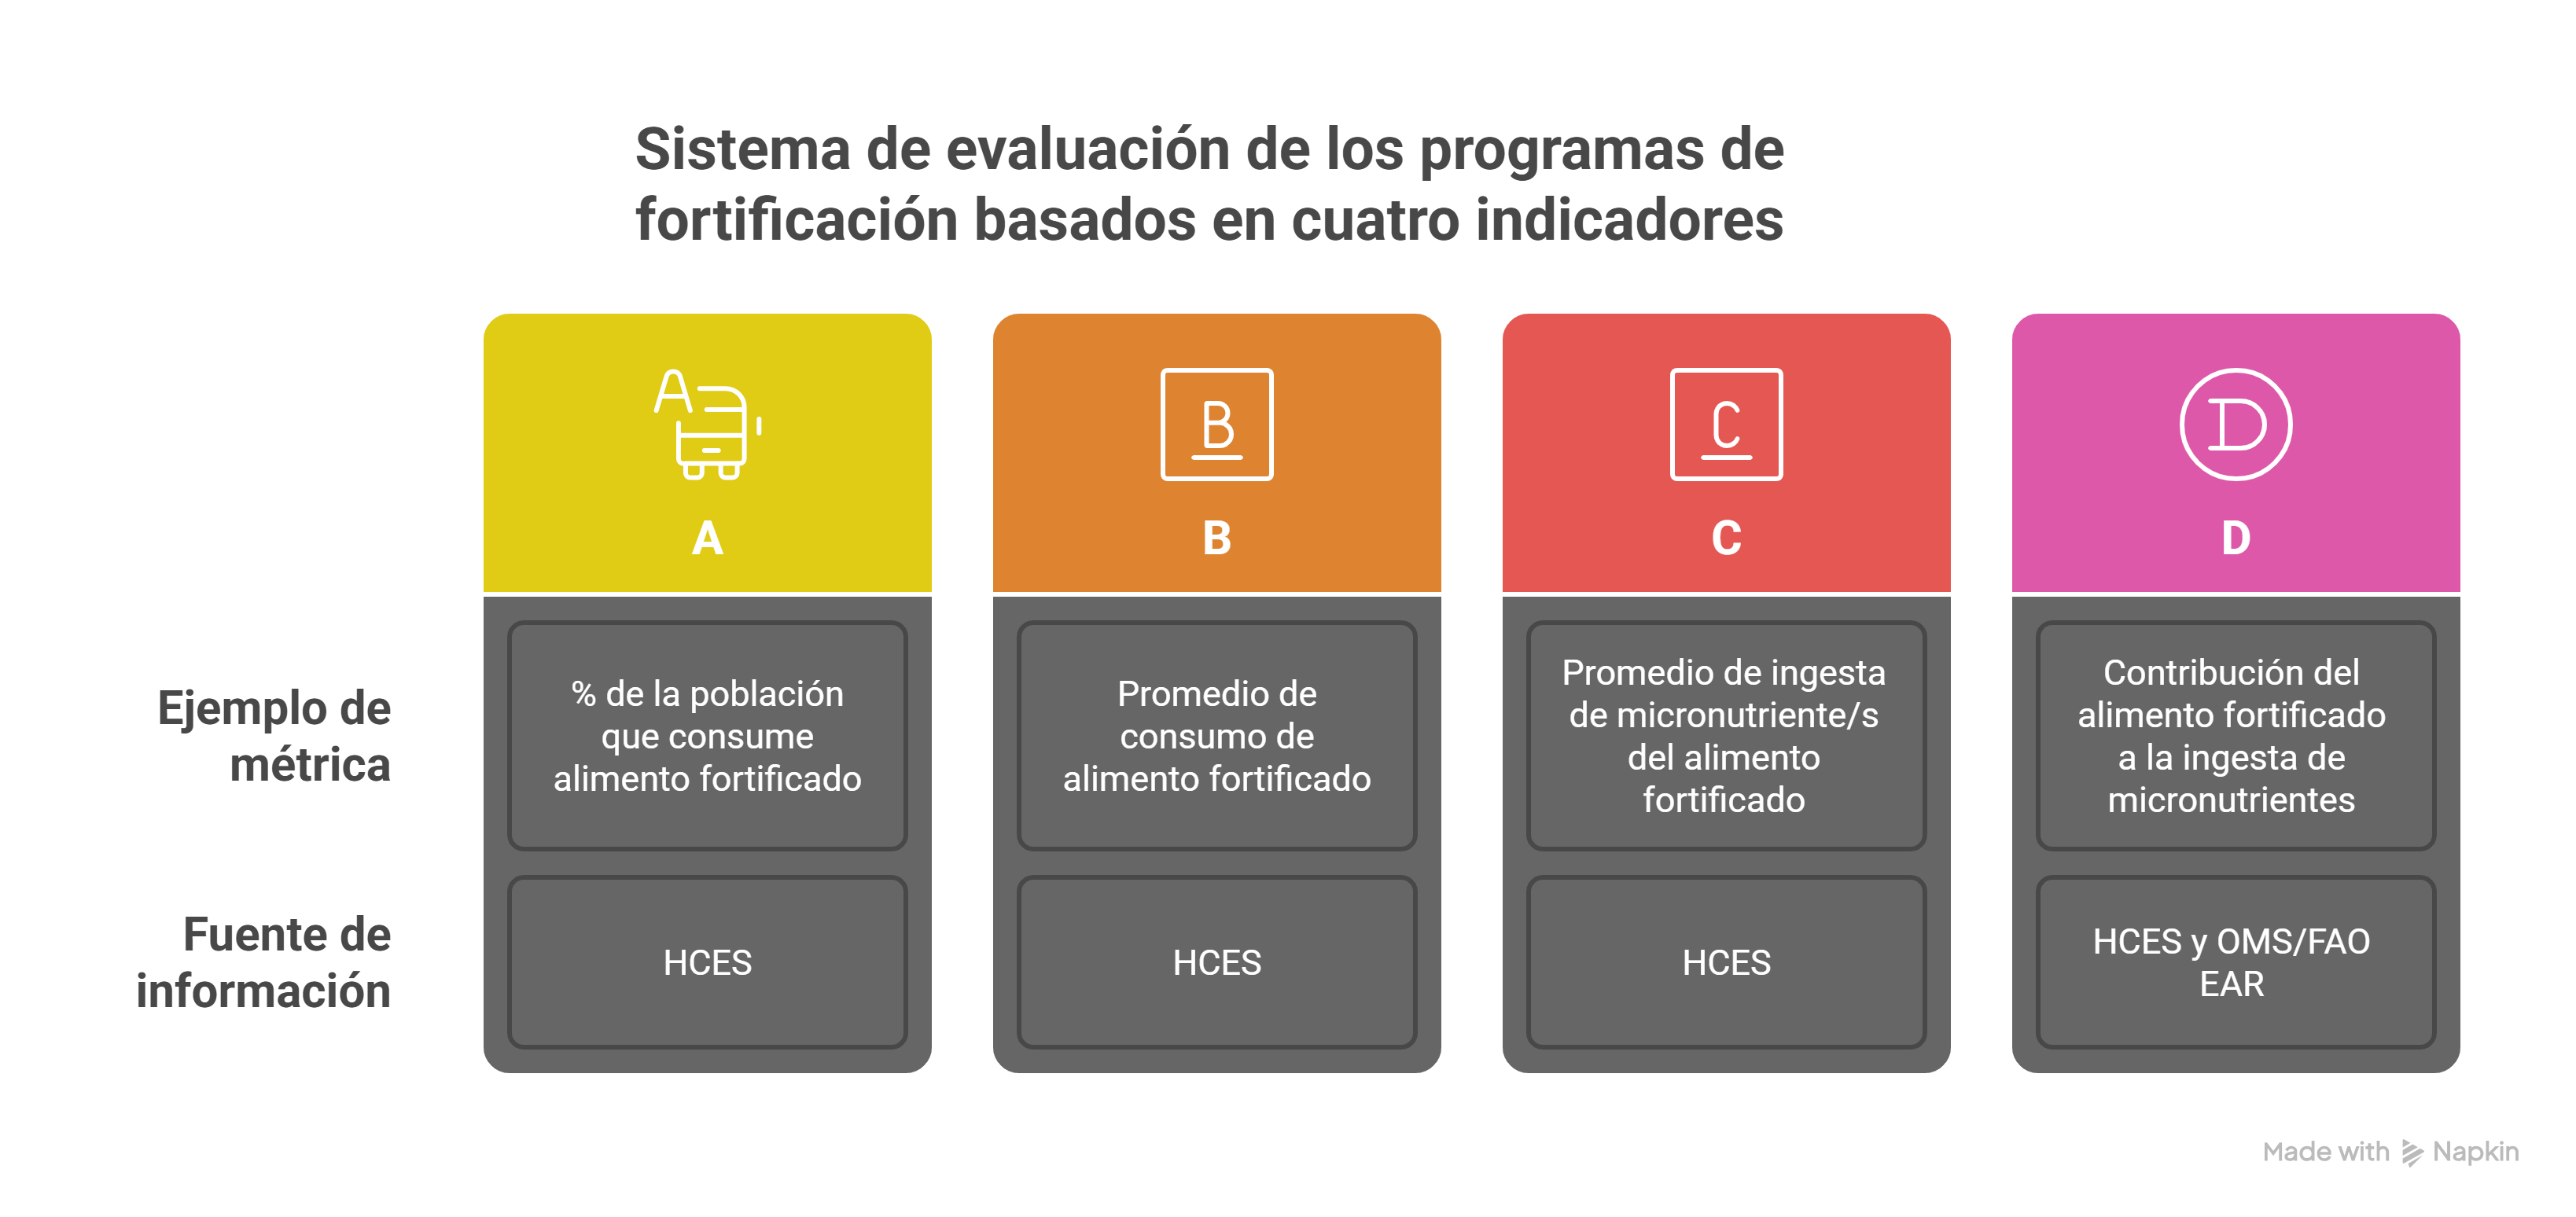 Sistema de evaluación de los programas de
fortificación basados en cuatro indicadores
A
B
C
D
A
B
C
D
Ejemplo de
métrica
% de la población
que consume
alimento fortificado
Promedio de
consumo de
alimento fortificado
Promedio de ingesta
de micronutriente/s
del alimento
fortificado
Contribución del
alimento fortificado
a la ingesta de
micronutrientes
Fuente de
información
HCES
HCES
HCES
HCES y OMS/FAO
EAR
Made with Napkin